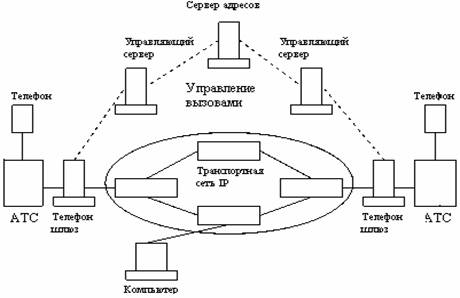 Сервер адресов
Управляющий
сервер
Управляющий
сервер
Управление
вызовами
Телефон
Телефон
Транспортная
сеть IP
АТС
Телефон
шлюз
Телефон
шлюз
АТС
Компьютер